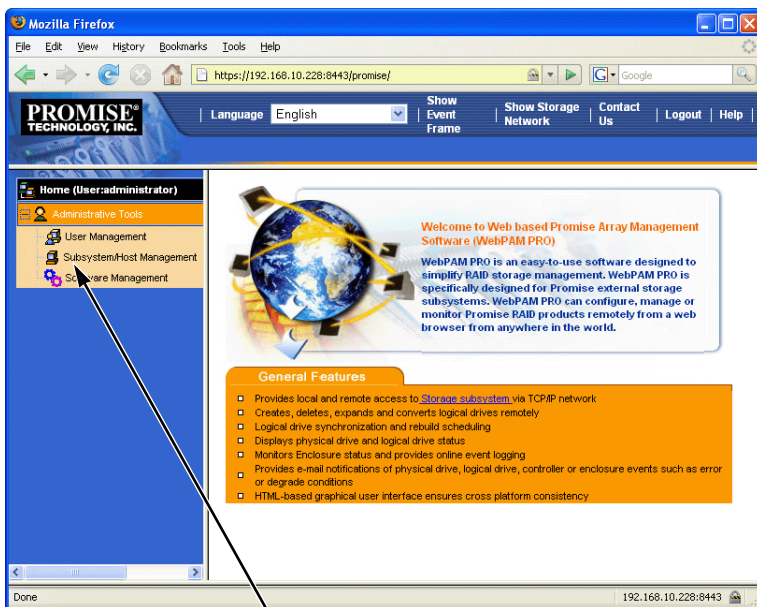 Mozilla Firefox
File Edit View History Bookmarks Tools Help
https://192.168.10.228:8443/promise/
G Google
PROMISE®
TECHNOLOGY, INC.
Language English
Show Event Frame
Show Storage Network
Contact Us
Logout
Help
Home (User:administrator)
Administrative Tools
User Management
Subsystem/Host Management
Software Management
Welcome to Web based Promise Array Management
Software (WebPAM PRO)
WebPAM PRO is an easy-to-use software designed to
simplify RAID storage management. WebPAM PRO is
specifically designed for Promise external storage
subsystems. WebPAM PRO can configure, manage or
monitor Promise RAID products remotely from a web
browser from anywhere in the world.
General Features
Provides local and remote access to Storage subsystem via TCP/IP network
Creates, deletes, expands and converts logical drives remotely
Logical drive synchronization and rebuild scheduling
Displays physical drive and logical drive status
Monitors Enclosure status and provides online event logging
Provides e-mail notifications of physical drive, logical drive, controller or enclosure events such as error
or degrade conditions
HTML-based graphical user interface ensures cross platform consistency
Done
192.168.10.228:8443